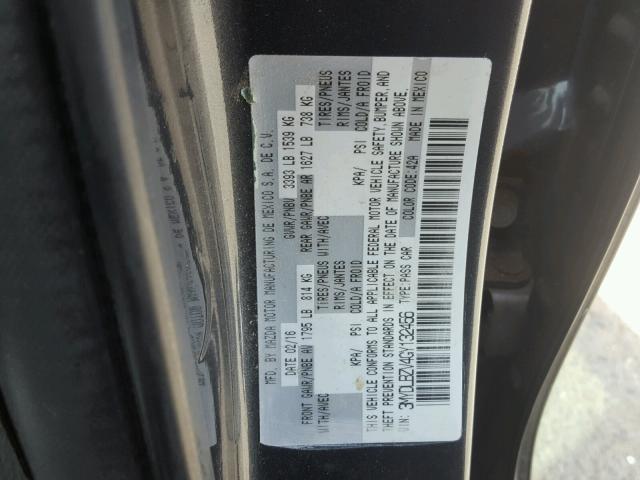 MFD. BY MAZDA MOTOR MANUFACTURING DE MEXICO S.A. DE C.V.
DATE 02/16 GVWR/PNBV 3393 LB 1539 KG
FRONT GAWR/PNBE AV 1795 LB 814 KG REAR GAWR/PNBE AR 1627 LB 738 KG
WITH/AVEC TIRES/PNEUS WITH/AVEC TIRES/PNEUS
RIMS/JANTES RIMS/JANTES
KPA/ PSI COLD/A FROID KPA/ PSI COLD/A FROID
THIS VEHICLE CONFORMS TO ALL APPLICABLE FEDERAL MOTOR VEHICLE SAFETY, BUMPER, AND
THEFT PREVENTION STANDARDS IN EFFECT ON THE DATE OF MANUFACTURE SHOWN ABOVE.
VIN: 3MYDLBZV4GY132456 TYPE:PASS CAR COLOR CODE:42A MADE IN MEXICO